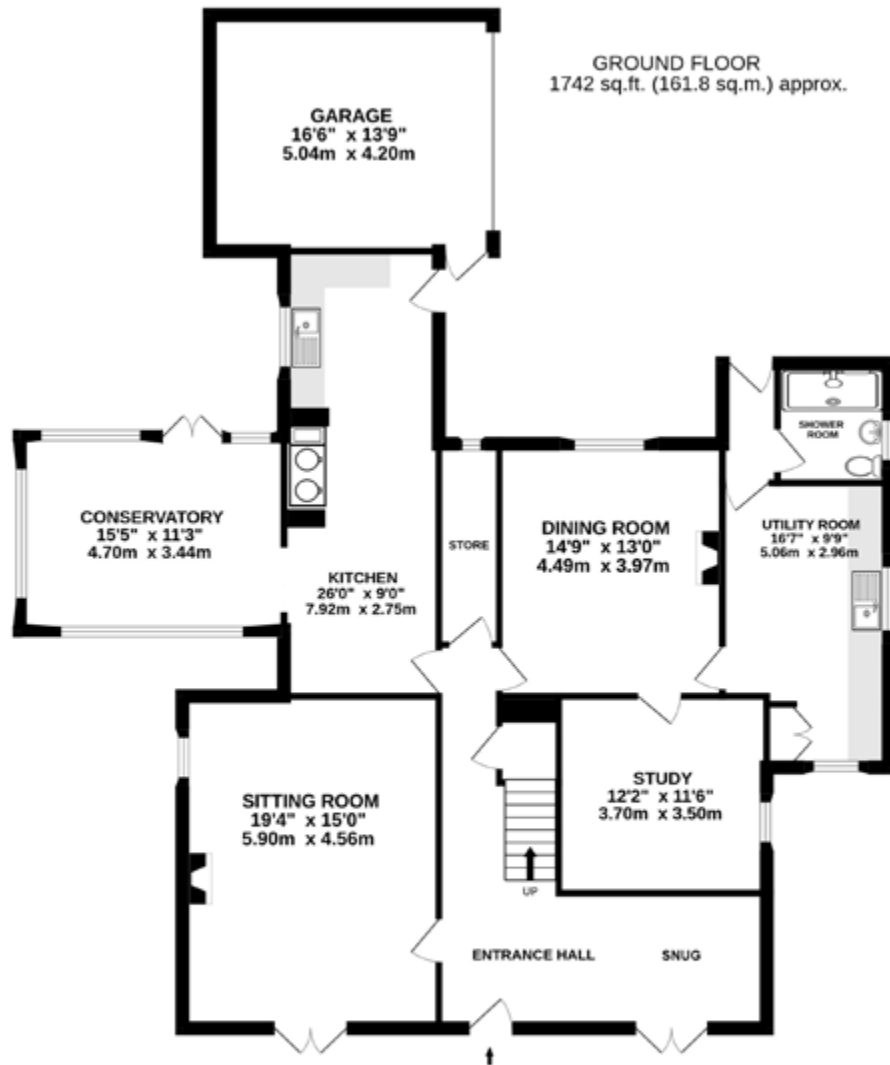 GROUND FLOOR
1742 sq.ft. (161.8 sq.m.) approx.
GARAGE
16'6" x 13'9"
5.04m x 4.20m
SHOWER
ROOM
CONSERVATORY
15'5" x 11'3"
4.70m x 3.44m
KITCHEN
26'0" x 9'0"
7.92m x 2.75m
STORE
DINING ROOM
14'9" x 13'0"
4.49m x 3.97m
UTILITY ROOM
16'7" x 9'9"
5.06m x 2.96m
SITTING ROOM
19'4" x 15'0"
5.90m x 4.56m
STUDY
12'2" x 11'6"
3.70m x 3.50m
UP
ENTRANCE HALL
SNUG